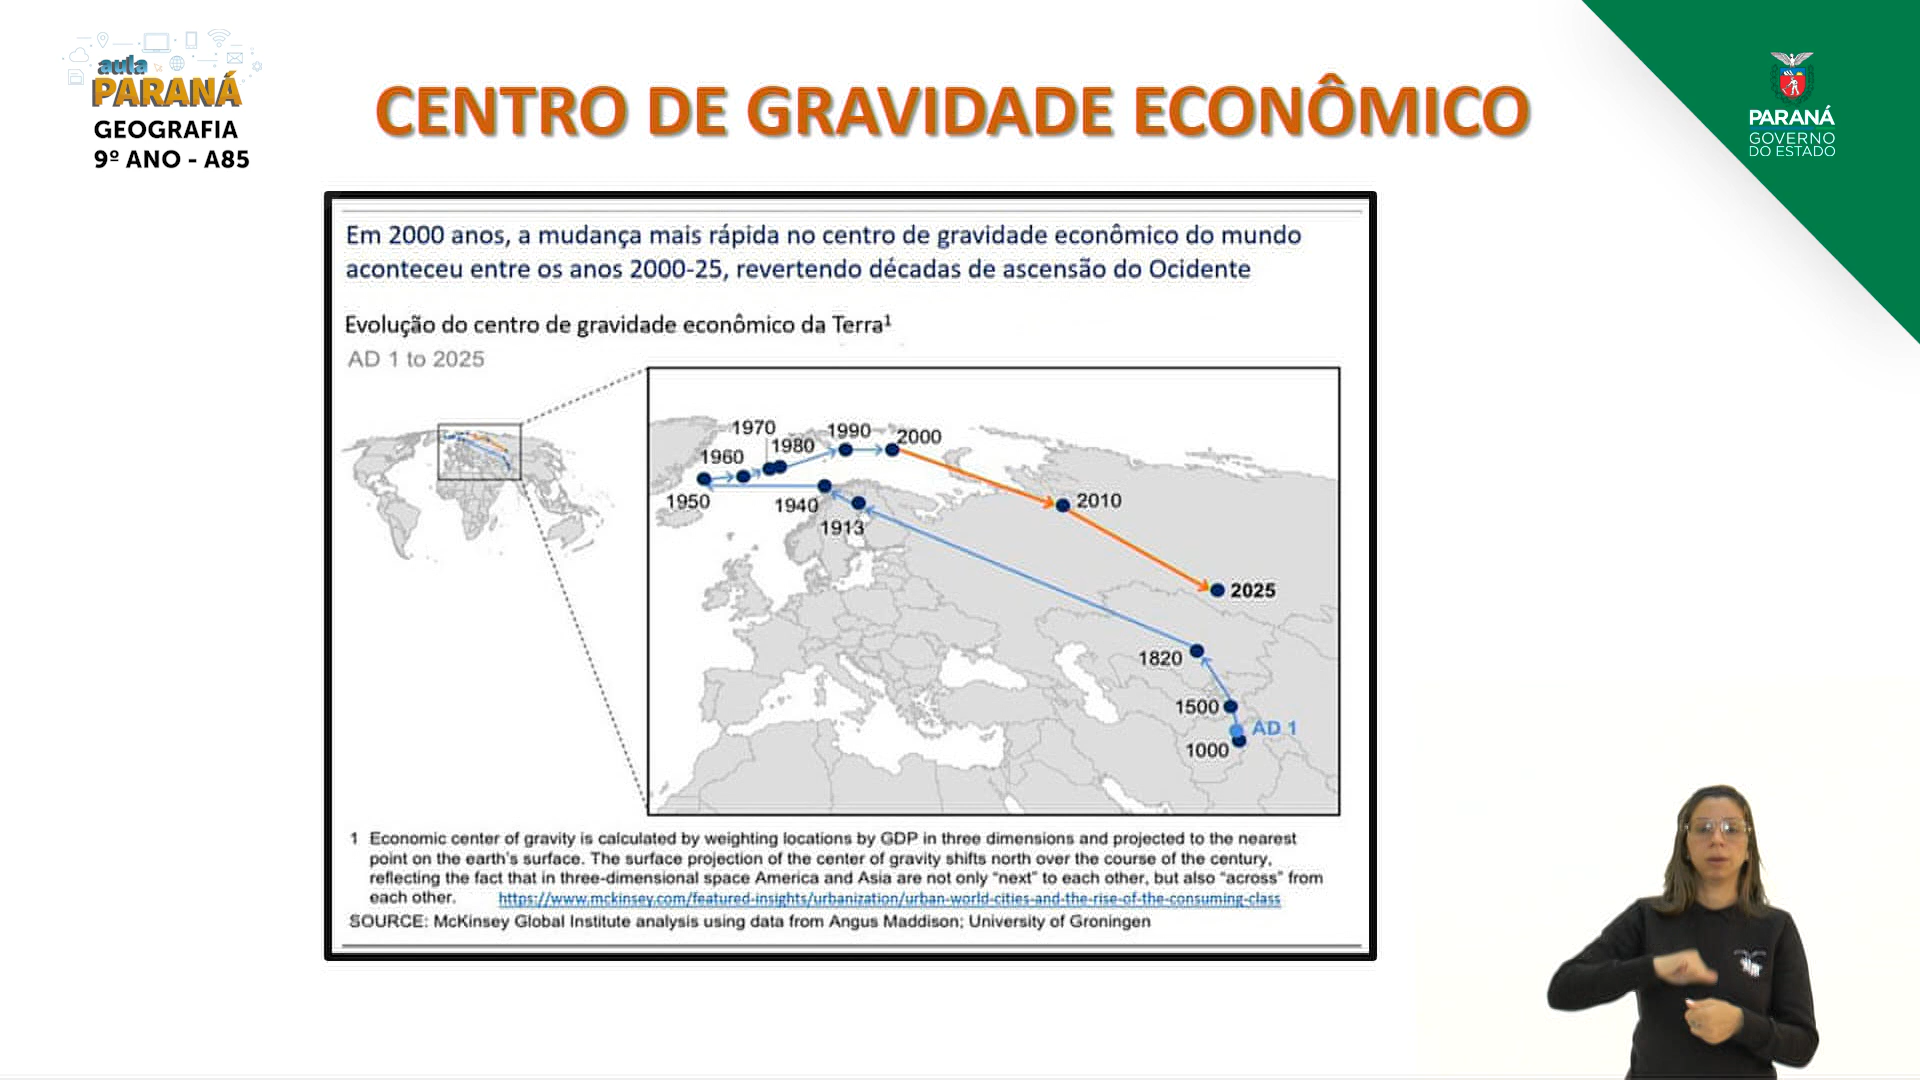 aula
PARANÁ
GEOGRAFIA
9º ANO - A85
CENTRO DE GRAVIDADE ECONÔMICO
PARANÁ
GOVERNO
DO ESTADO
Em 2000 anos, a mudança mais rápida no centro de gravidade econômico do mundo
aconteceu entre os anos 2000-25, revertendo décadas de ascensão do Ocidente
Evolução do centro de gravidade econômico da Terra¹
AD 1 to 2025
1970
1990
2000
1980
1960
1950
1940
1913
2010
2025
1820
1500
AD 1
1000
1 Economic center of gravity is calculated by weighting locations by GDP in three dimensions and projected to the nearest
point on the earth's surface. The surface projection of the center of gravity shifts north over the course of the century,
reflecting the fact that in three-dimensional space America and Asia are not only "next" to each other, but also "across" from
each other. https://www.mckinsey.com/featured-insights/urbanization/urban-world-cities-and-the-rise-of-the-consuming-class
SOURCE: McKinsey Global Institute analysis using data from Angus Maddison; University of Groningen